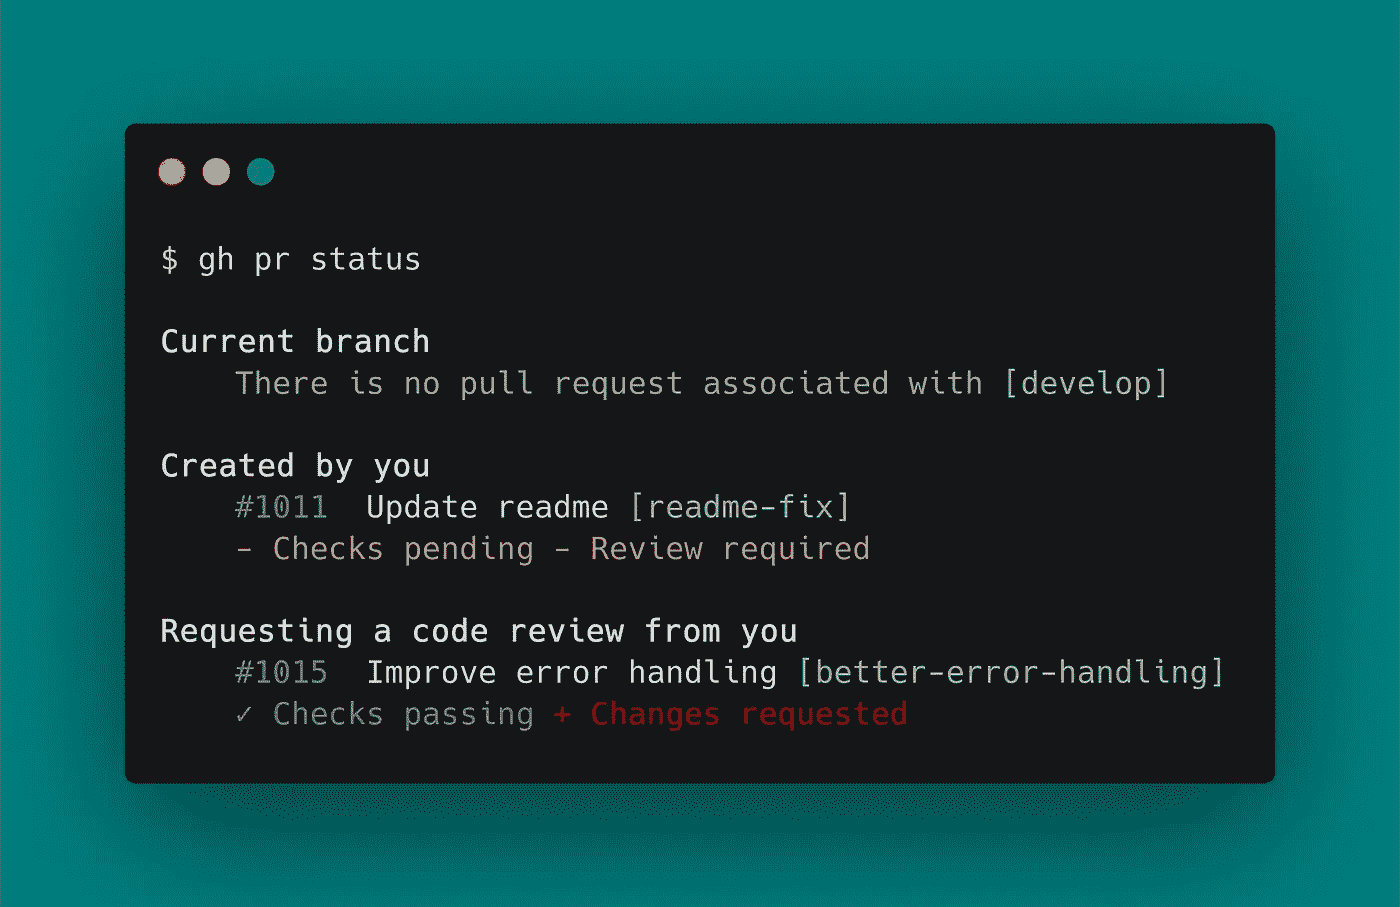 $ gh pr status
Current branch
There is no pull request associated with [develop]
Created by you
#1011  Update readme [readme-fix]
- Checks pending - Review required
Requesting a code review from you
#1015  Improve error handling [better-error-handling]
✓ Checks passing + Changes requested